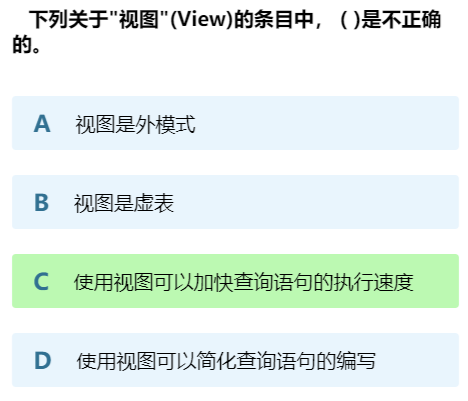 下列关于"视图"(View)的条目中，( )是不正确
的。
A 视图是外模式
B 视图是虚表
C 使用视图可以加快查询语句的执行速度
D 使用视图可以简化查询语句的编写